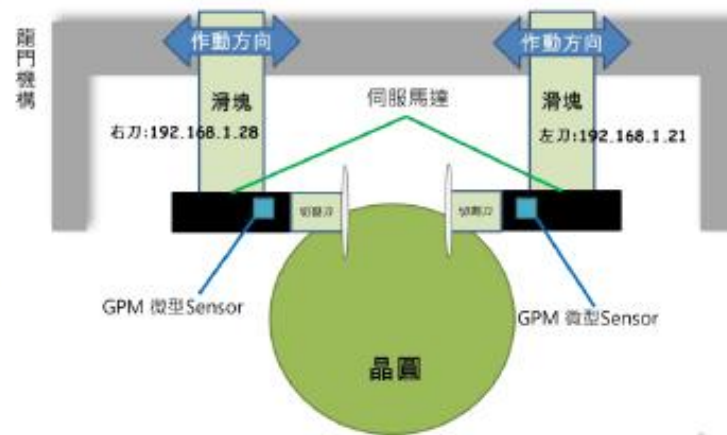 龍門機構
作動方向
作動方向
滑塊
伺服馬達
滑塊
右刀:192.168.1.28
左刀:192.168.1.21
切割刀
切割刀
GPM 微型Sensor
GPM 微型Sensor
晶圓